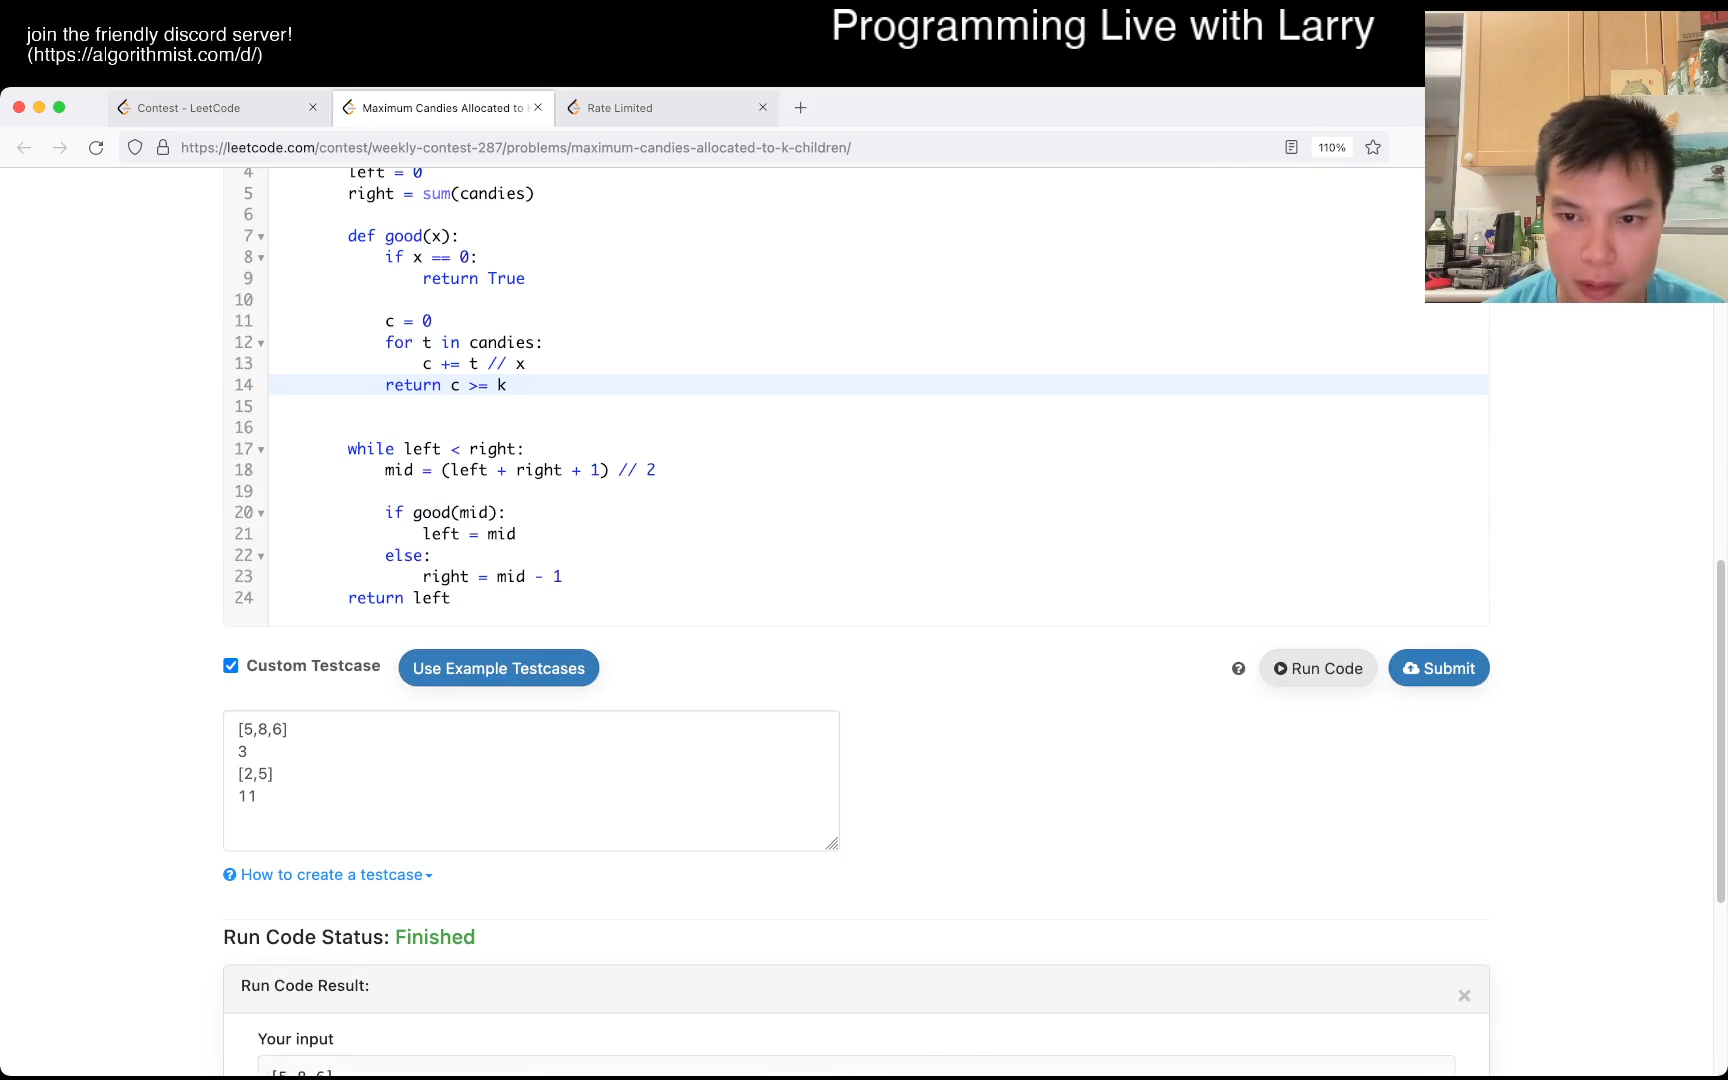 join the friendly discord server!
(https://algorithmist.com/d/)
Programming Live with Larry
Contest - LeetCode
Maximum Candies Allocated to
Rate Limited
https://leetcode.com/contest/weekly-contest-287/problems/maximum-candies-allocated-to-k-children/
110%
4 left = 0
5 right = sum(candies)
6
7 def good(x):
8 if x == 0:
9 return True
10
11 c = 0
12 for t in candies:
13 c += t // x
14 return c >= k
15
16
17 while left < right:
18 mid = (left + right + 1) // 2
19
20 if good(mid):
21 left = mid
22 else:
23 right = mid - 1
24 return left
Custom Testcase
Use Example Testcases
Run Code
Submit
[5,8,6]
3
[2,5]
11
How to create a testcase
Run Code Status: Finished
Run Code Result:
Your input
[5,8,6]